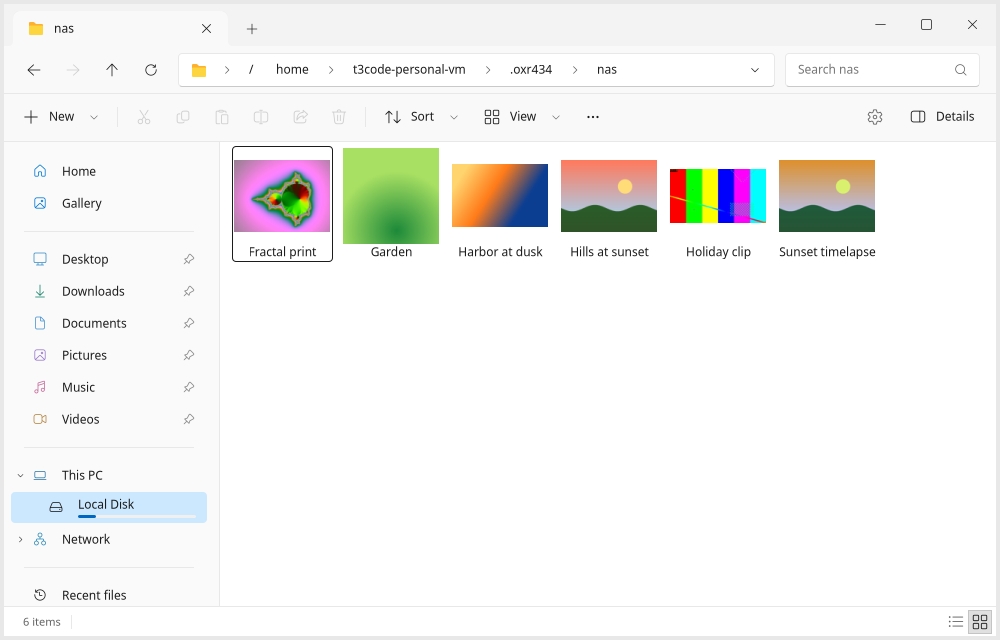 nas
/ home t3code-personal-vm .oxr434 nas
Search nas
New Sort View Details
Home
Gallery
Desktop
Downloads
Documents
Pictures
Music
Videos
This PC
Local Disk
Network
Recent files
Fractal print
Garden
Harbor at dusk
Hills at sunset
Holiday clip
Sunset timelapse
6 items